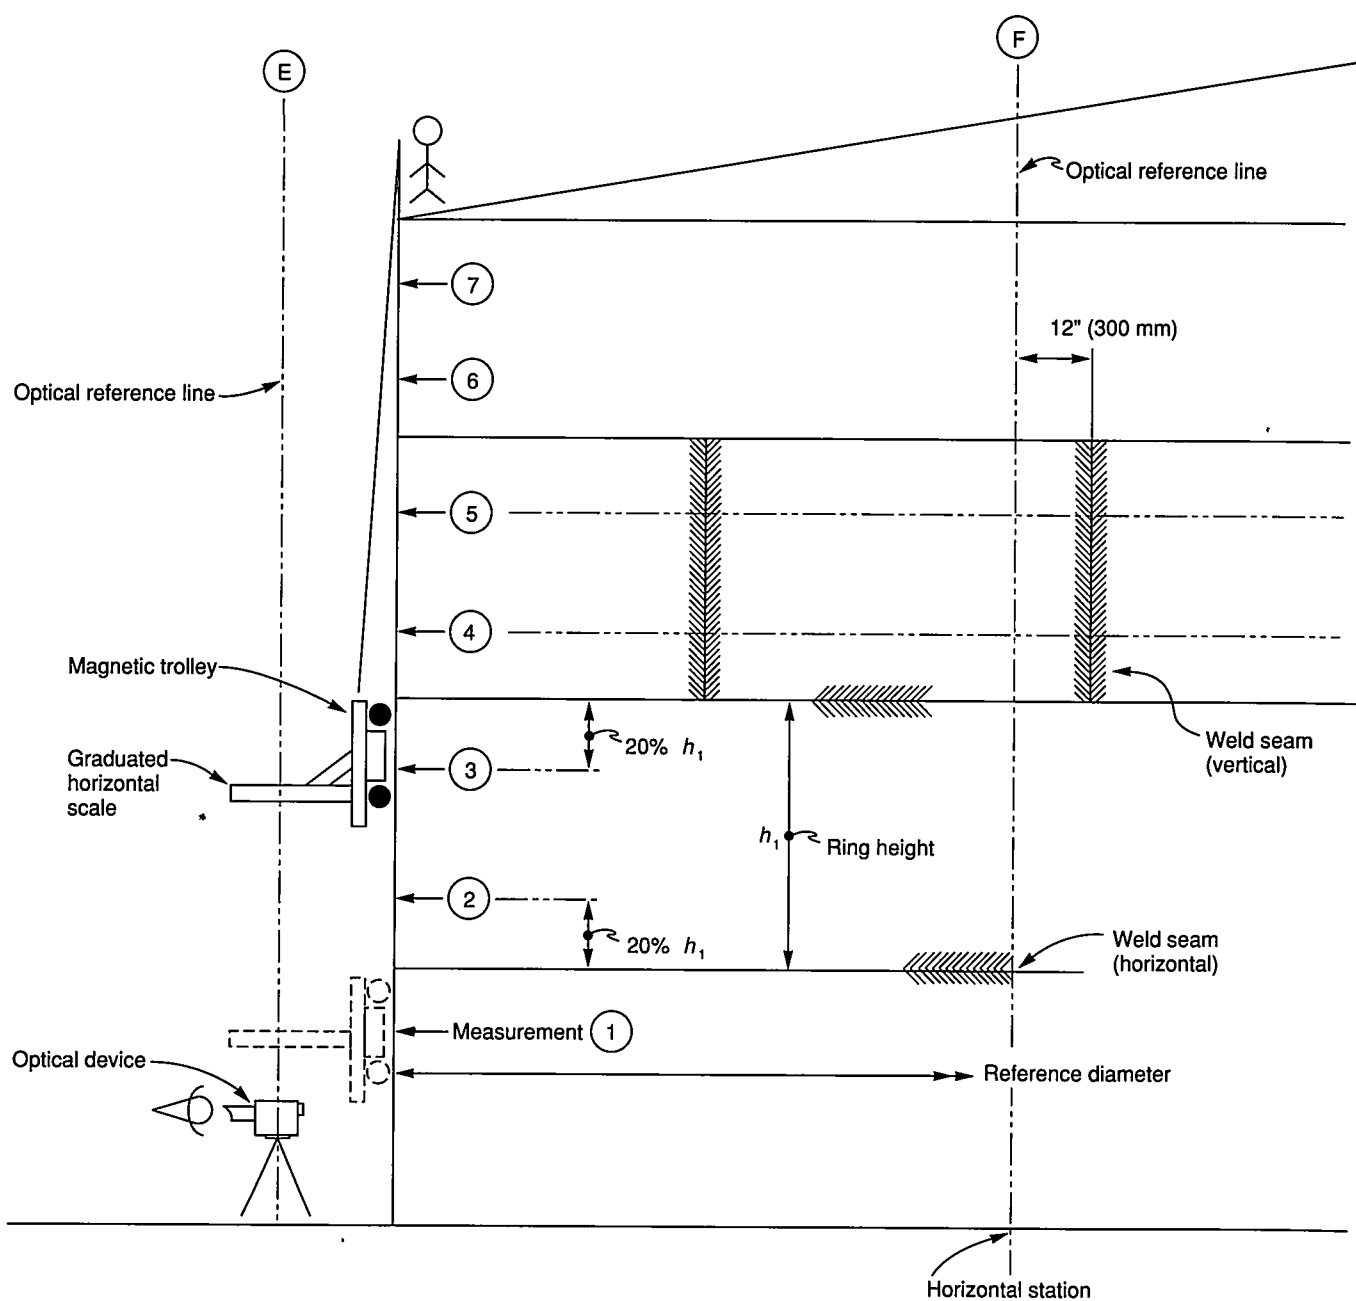 F
E
Optical reference line
7
12" (300 mm)
6
Optical reference line
5
4
Magnetic trolley
20% h₁
Weld seam
(vertical)
Graduated
horizontal
scale
3
h₁
Ring height
2
20% h₁
Weld seam
(horizontal)
Measurement 1
Optical device
Reference diameter
Horizontal station